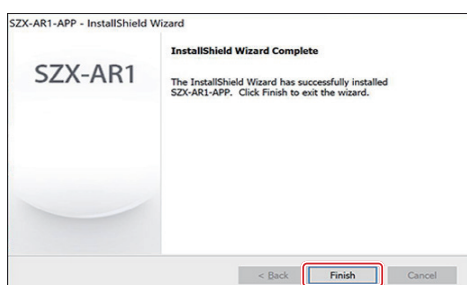 SZX-AR1-APP - InstallShield Wizard
SZX-AR1
InstallShield Wizard Complete
The InstallShield Wizard has successfully installed
SZX-AR1-APP. Click Finish to exit the wizard.
< Back
Finish
Cancel